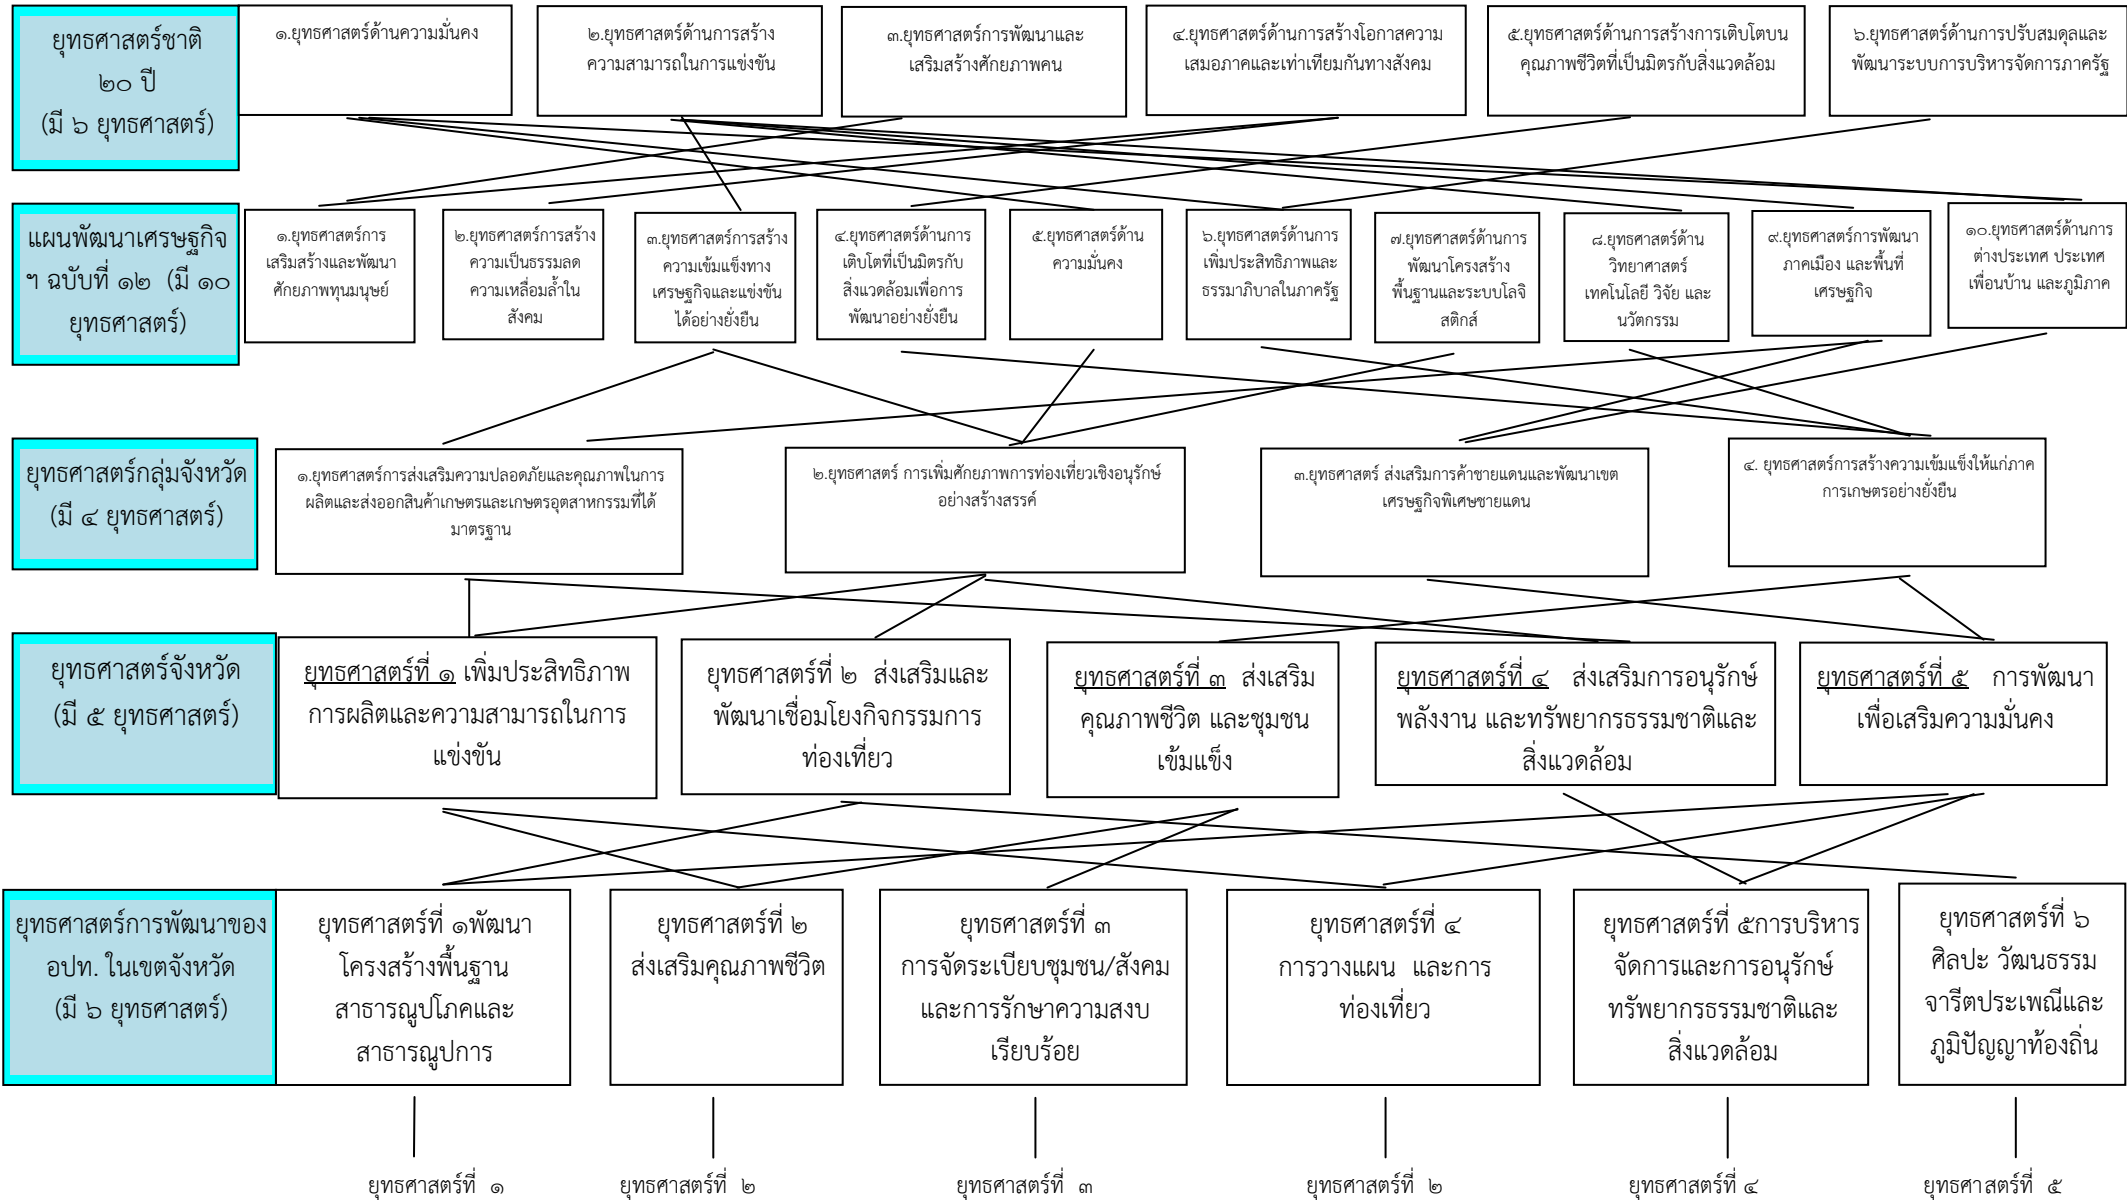 ยุทธศาสตร์ชาติ
๒๐ ปี
(มี ๖ ยุทธศาสตร์)
๑.ยุทธศาสตร์ด้านความมั่นคง
๒.ยุทธศาสตร์ด้านการสร้าง
ความสามารถในการแข่งขัน
๓.ยุทธศาสตร์การพัฒนาและ
เสริมสร้างศักยภาพคน
๔.ยุทธศาสตร์ด้านการสร้างโอกาสความ
เสมอภาคและเท่าเทียมกันทางสังคม
๕.ยุทธศาสตร์ด้านการสร้างการเติบโตบน
คุณภาพชีวิตที่เป็นมิตรกับสิ่งแวดล้อม
๖.ยุทธศาสตร์ด้านการปรับสมดุลและ
พัฒนาระบบการบริหารจัดการภาครัฐ
แผนพัฒนาเศรษฐกิจ
ฯ ฉบับที่ ๑๒ (มี ๑๐
ยุทธศาสตร์)
๑.ยุทธศาสตร์การ
เสริมสร้างและพัฒนา
ศักยภาพทุนมนุษย์
๒.ยุทธศาสตร์การสร้าง
ความเป็นธรรมลด
ความเหลื่อมล้ำใน
สังคม
๓.ยุทธศาสตร์การสร้าง
ความเข้มแข็งทาง
เศรษฐกิจและแข่งขัน
ได้อย่างยั่งยืน
๔.ยุทธศาสตร์ด้านการ
เติบโตที่เป็นมิตรกับ
สิ่งแวดล้อมเพื่อการ
พัฒนาอย่างยั่งยืน
๕.ยุทธศาสตร์ด้าน
ความมั่นคง
๖.ยุทธศาสตร์ด้านการ
เพิ่มประสิทธิภาพและ
ธรรมาภิบาลในภาครัฐ
๗.ยุทธศาสตร์ด้านการ
พัฒนาโครงสร้าง
พื้นฐานและระบบโลจิ
สติกส์
๘.ยุทธศาสตร์ด้าน
วิทยาศาสตร์
เทคโนโลยี วิจัย และ
นวัตกรรม
๙.ยุทธศาสตร์การพัฒนา
ภาคเมือง และพื้นที่
เศรษฐกิจ
๑๐.ยุทธศาสตร์ด้านการ
ต่างประเทศ ประเทศ
เพื่อนบ้าน และภูมิภาค
ยุทธศาสตร์กลุ่มจังหวัด
(มี ๔ ยุทธศาสตร์)
๑.ยุทธศาสตร์การส่งเสริมความปลอดภัยและคุณภาพในการ
ผลิตและส่งออกสินค้าเกษตรและเกษตรอุตสาหกรรมที่ได้
มาตรฐาน
๒.ยุทธศาสตร์ การเพิ่มศักยภาพการท่องเที่ยวเชิงอนุรักษ์
อย่างสร้างสรรค์
๓.ยุทธศาสตร์ ส่งเสริมการค้าชายแดนและพัฒนาเขต
เศรษฐกิจพิเศษชายแดน
๔. ยุทธศาสตร์การสร้างความเข้มแข็งให้แก่ภาค
การเกษตรอย่างยั่งยืน
ยุทธศาสตร์จังหวัด
(มี ๕ ยุทธศาสตร์)
ยุทธศาสตร์ที่ ๑ เพิ่มประสิทธิภาพ
การผลิตและความสามารถในการ
แข่งขัน
ยุทธศาสตร์ที่ ๒ ส่งเสริมและ
พัฒนาเชื่อมโยงกิจกรรมการ
ท่องเที่ยว
ยุทธศาสตร์ที่ ๓ ส่งเสริม
คุณภาพชีวิต และชุมชน
เข้มแข็ง
ยุทธศาสตร์ที่ ๔ ส่งเสริมการอนุรักษ์
พลังงาน และทรัพยากรธรรมชาติและ
สิ่งแวดล้อม
ยุทธศาสตร์ที่ ๕ การพัฒนา
เพื่อเสริมความมั่นคง
ยุทธศาสตร์การพัฒนาของ
อปท. ในเขตจังหวัด
(มี ๖ ยุทธศาสตร์)
ยุทธศาสตร์ที่ ๑พัฒนา
โครงสร้างพื้นฐาน
สาธารณูปโภคและ
สาธารณูปการ
ยุทธศาสตร์ที่ ๒
ส่งเสริมคุณภาพชีวิต
ยุทธศาสตร์ที่ ๓
การจัดระเบียบชุมชน/สังคม
และการรักษาความสงบ
เรียบร้อย
ยุทธศาสตร์ที่ ๔
การวางแผน และการ
ท่องเที่ยว
ยุทธศาสตร์ที่ ๕การบริหาร
จัดการและการอนุรักษ์
ทรัพยากรธรรมชาติและ
สิ่งแวดล้อม
ยุทธศาสตร์ที่ ๖
ศิลปะ วัฒนธรรม
จารีตประเพณีและ
ภูมิปัญญาท้องถิ่น
ยุทธศาสตร์ที่ ๑
ยุทธศาสตร์ที่ ๒
ยุทธศาสตร์ที่ ๓
ยุทธศาสตร์ที่ ๒
ยุทธศาสตร์ที่ ๔
ยุทธศาสตร์ที่ ๕